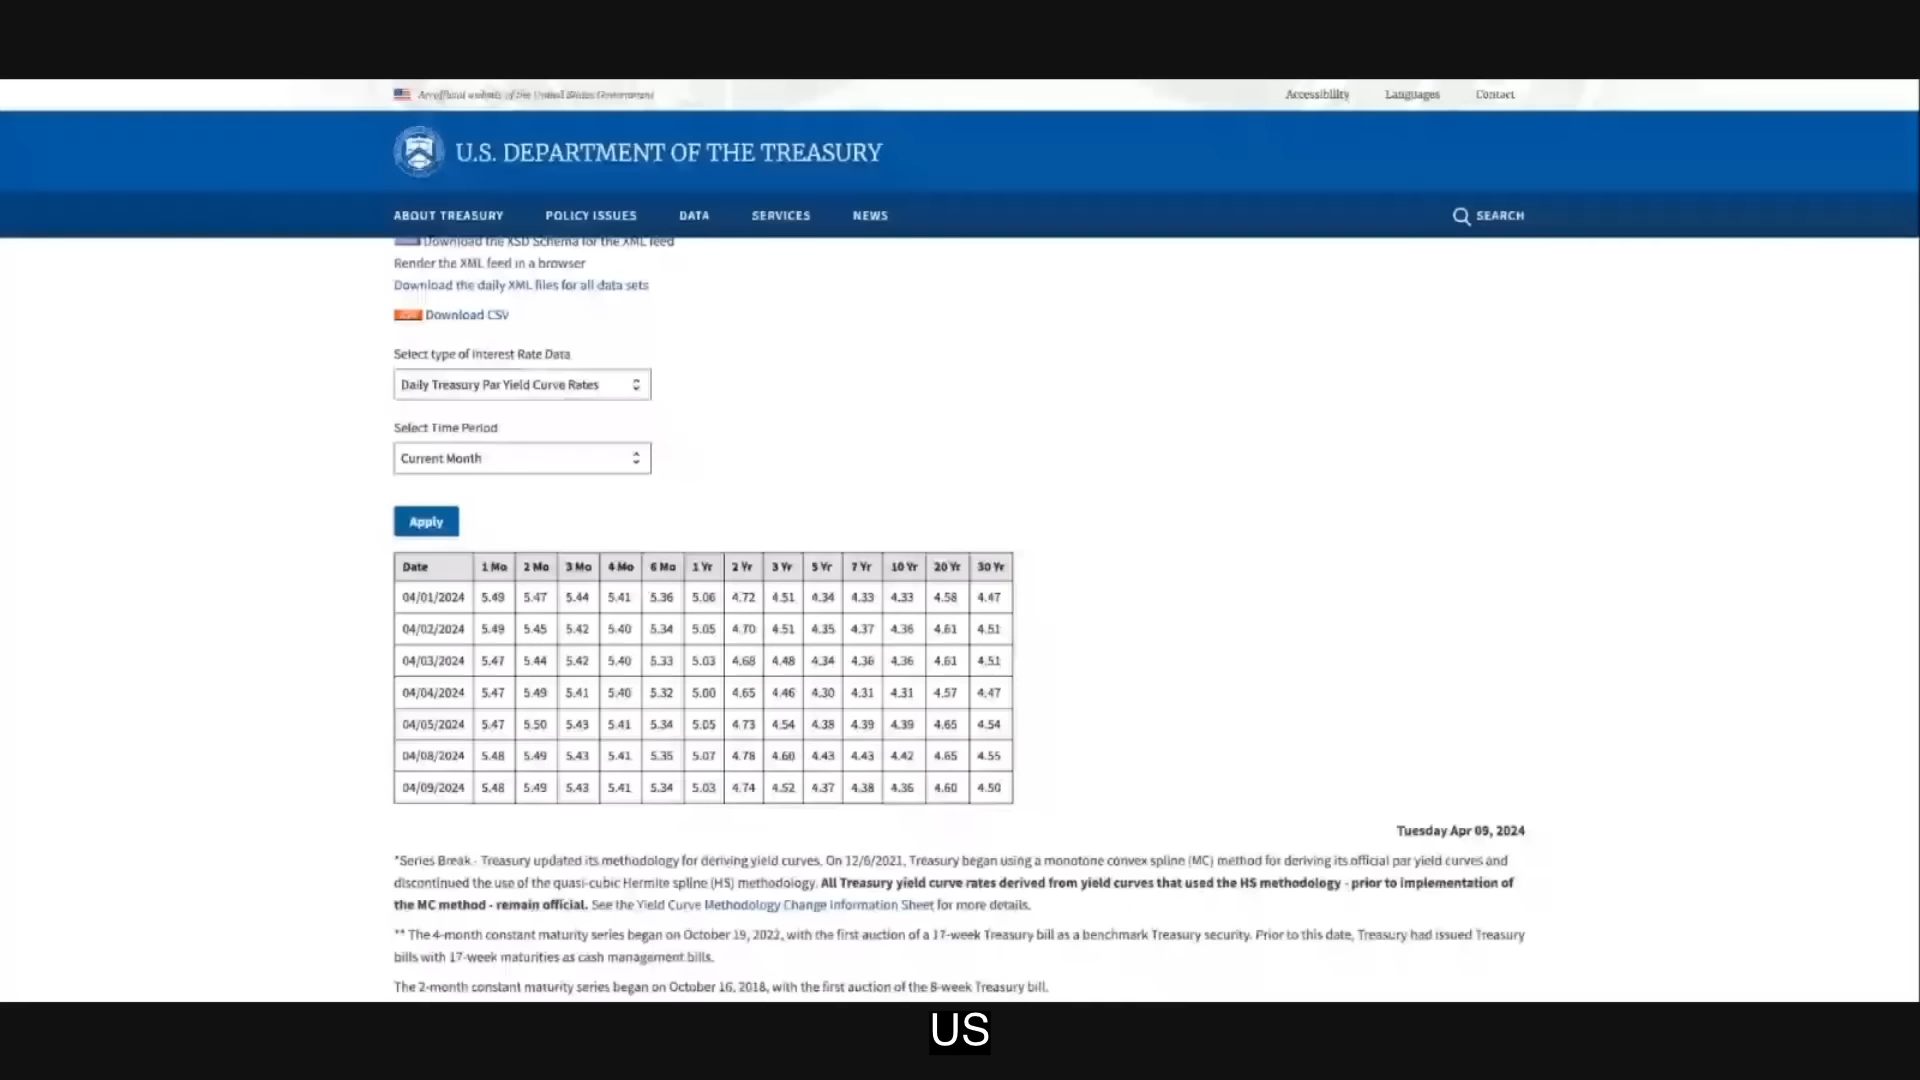 An official website of the United States Government
Accessibility Languages Contact
U.S. DEPARTMENT OF THE TREASURY
ABOUT TREASURY POLICY ISSUES DATA SERVICES NEWS SEARCH
Download the XSD Schema for the XML feed
Render the XML feed in a browser
Download the daily XML files for all data sets
Download CSV
Select type of Interest Rate Data
Daily Treasury Par Yield Curve Rates
Select Time Period
Current Month
Apply
Date 1 Mo 2 Mo 3 Mo 4 Mo 6 Mo 1 Yr 2 Yr 3 Yr 5 Yr 7 Yr 10 Yr 20 Yr 30 Yr
04/01/2024 5.49 5.47 5.44 5.41 5.36 5.06 4.72 4.51 4.34 4.33 4.33 4.58 4.47
04/02/2024 5.49 5.45 5.42 5.40 5.34 5.05 4.70 4.51 4.35 4.37 4.36 4.61 4.51
04/03/2024 5.47 5.44 5.42 5.40 5.33 5.03 4.68 4.48 4.34 4.36 4.36 4.61 4.51
04/04/2024 5.47 5.49 5.41 5.40 5.32 5.00 4.65 4.46 4.30 4.31 4.31 4.57 4.47
04/05/2024 5.47 5.50 5.43 5.41 5.34 5.05 4.73 4.54 4.38 4.39 4.39 4.65 4.54
04/08/2024 5.48 5.49 5.43 5.41 5.35 5.07 4.78 4.60 4.43 4.43 4.42 4.65 4.55
04/09/2024 5.48 5.49 5.43 5.41 5.34 5.03 4.74 4.52 4.37 4.38 4.36 4.60 4.50
Tuesday Apr 09, 2024
*Series Break - Treasury updated its methodology for deriving yield curves. On 12/6/2021, Treasury began using a monotone convex spline (MC) method for deriving its official par yield curves and
discontinued the use of the quasi-cubic Hermite spline (HS) methodology. All Treasury yield curve rates derived from yield curves that used the HS methodology - prior to implementation of
the MC method - remain official. See the Yield Curve Methodology Change Information Sheet for more details.
** The 4-month constant maturity series began on October 19, 2022, with the first auction of a 17-week Treasury bill as a benchmark Treasury security. Prior to this date, Treasury had issued Treasury
bills with 17-week maturities as cash management bills.
The 2-month constant maturity series began on October 16, 2018, with the first auction of the 8-week Treasury bill.
US